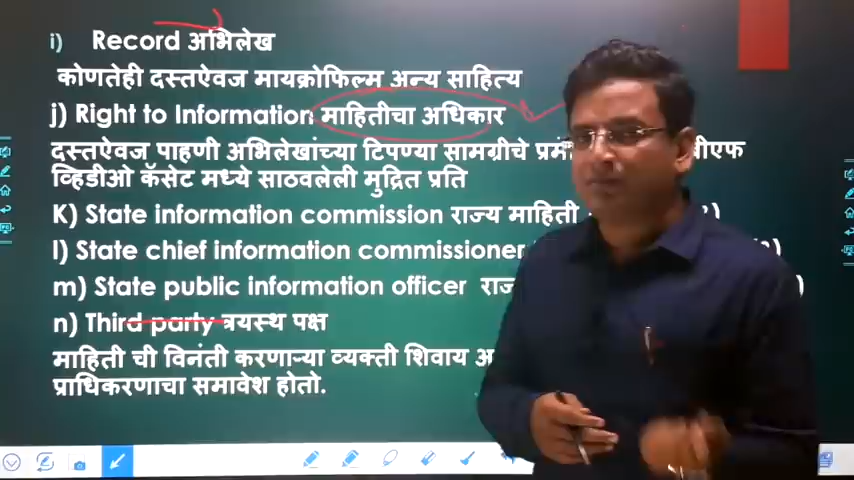 i) Record अभिलेख
कोणतेही दस्तऐवज मायक्रोफिल्म अन्य साहित्य
j) Right to Information माहितीचा अधिकार
दस्तऐवज पाहणी अभिलेखांच्या टिपण्या सामग्रीचे
व्हिडीओ कॅसेट मध्ये साठवलेली मुद्रित प्रति
K) State information commission राज्य माहिती
l) State chief information commissioner
m) State public information officer
n) Third party त्रयस्थ पक्ष
माहिती ची विनंती करणाऱ्या व्यक्ती शिवाय
प्राधिकरणाचा समावेश होतो.